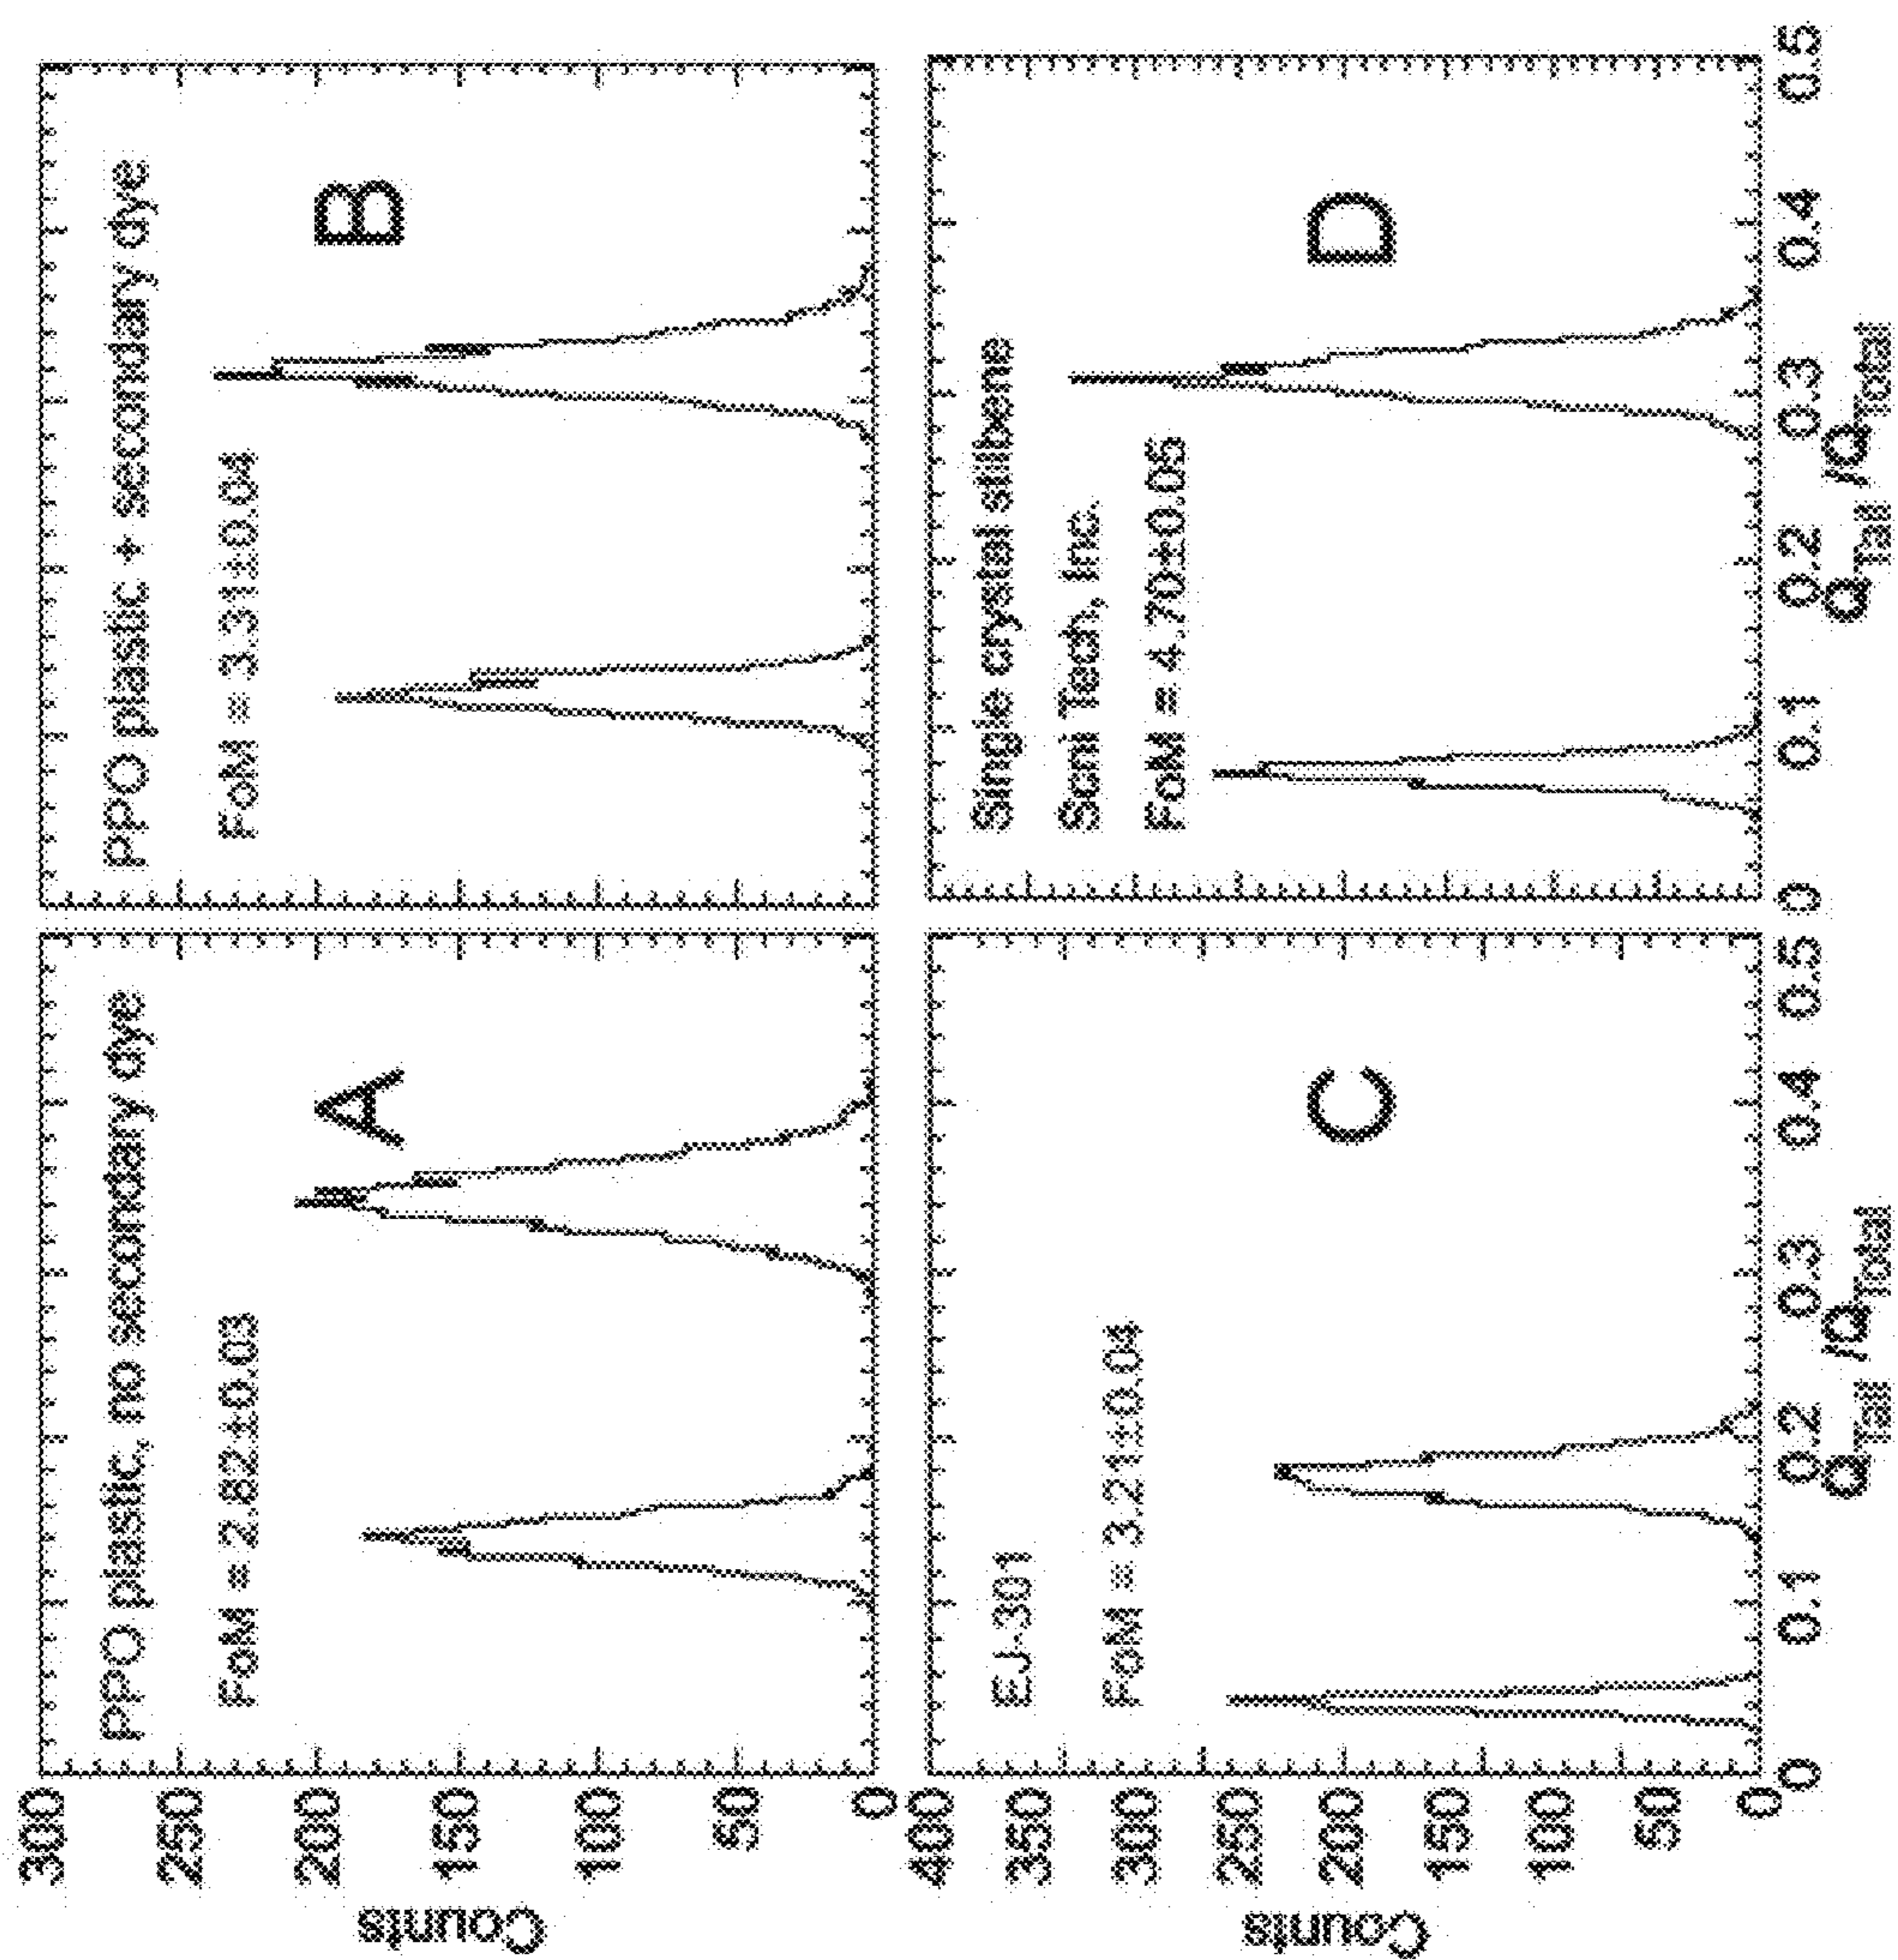 PPO plastic, no secondary dye
FoM = 2.82±0.03
A
PPO plastic + secondary dye
FoM = 3.31±0.04
B
300
250
200
150
100
50
0
Counts
EJ-301
FoM = 3.21±0.04
C
Single crystal stilbene
Scnl Tech, Inc.
FoM = 4.70±0.05
D
400
350
300
250
200
150
100
50
0
Counts
0 0.1 0.2 0.3 0.4 0.5
0 0.1 0.2 0.3 0.4 0.5
QTail /QTotal
QTail /QTotal